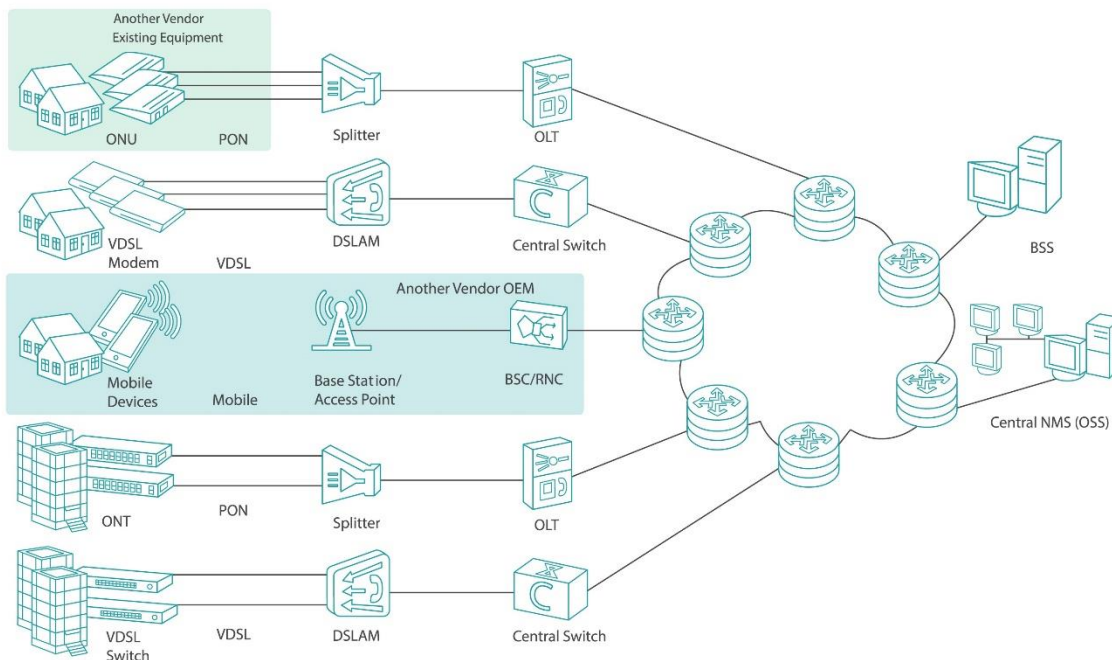 Another Vendor
Existing Equipment
ONU
PON
Splitter
OLT
VDSL
Modem
VDSL
DSLAM
Central Switch
BSS
Another Vendor OEM
Mobile
Devices
Mobile
Base Station/
Access Point
BSC/RNC
Central NMS (OSS)
ONT
PON
Splitter
OLT
VDSL
Switch
VDSL
DSLAM
Central Switch